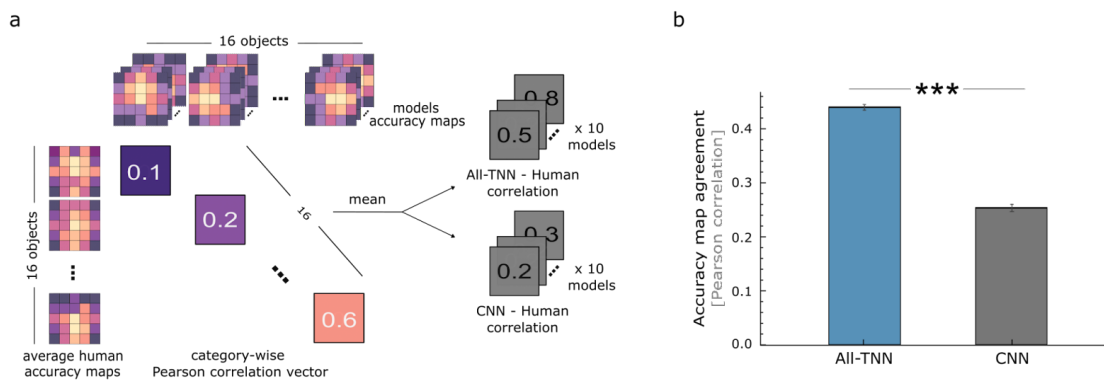 a
16 objects
...
models
accuracy maps
16 objects
...
average human
accuracy maps
0.1
0.2
...
0.6
16
category-wise
Pearson correlation vector
mean
0.8
0.5
x 10
models
All-TNN - Human
correlation
0.3
0.2
x 10
models
CNN - Human
correlation
b
***
Accuracy map agreement
[Pearson correlation]
0.4
0.3
0.2
0.1
0.0
All-TNN
CNN